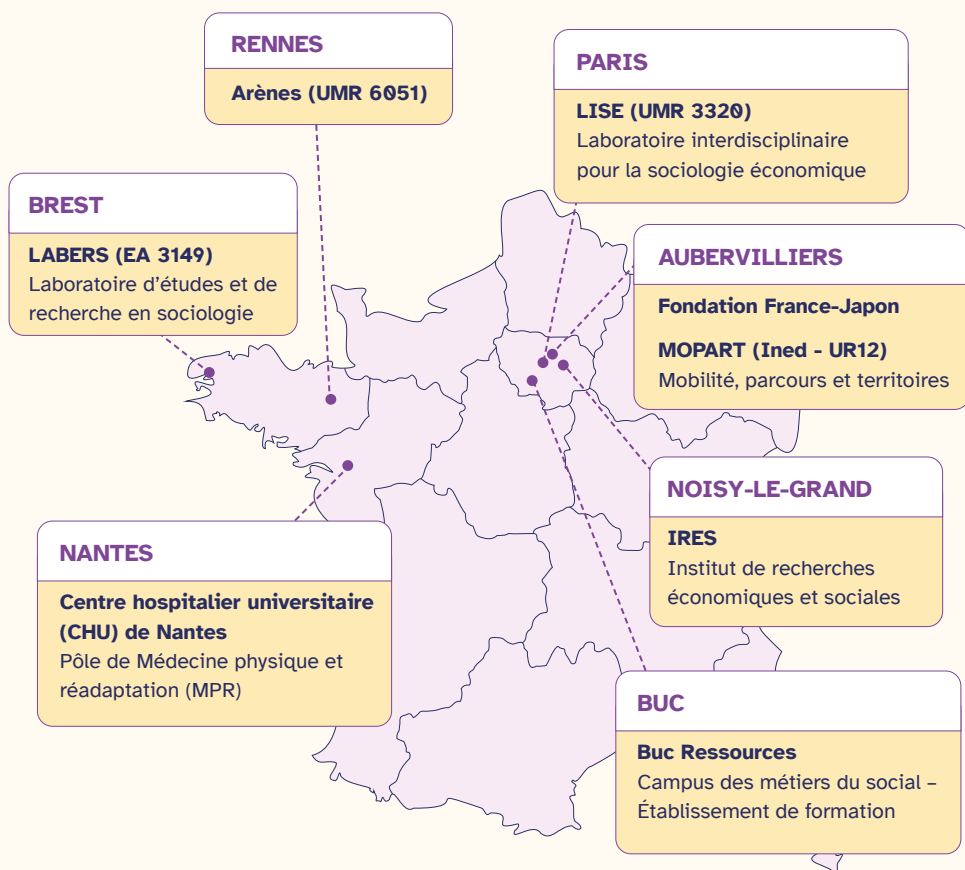 RENNES
Arènes (UMR 6051)
PARIS
LISE (UMR 3320)
Laboratoire interdisciplinaire
pour la sociologie économique
BREST
LABERS (EA 3149)
Laboratoire d’études et de
recherche en sociologie
AUBERVILLIERS
Fondation France-Japon
MOPART (Ined - UR12)
Mobilité, parcours et territoires
NOISY-LE-GRAND
IRES
Institut de recherches
économiques et sociales
NANTES
Centre hospitalier universitaire
(CHU) de Nantes
Pôle de Médecine physique et
réadaptation (MPR)
BUC
Buc Ressources
Campus des métiers du social –
Établissement de formation